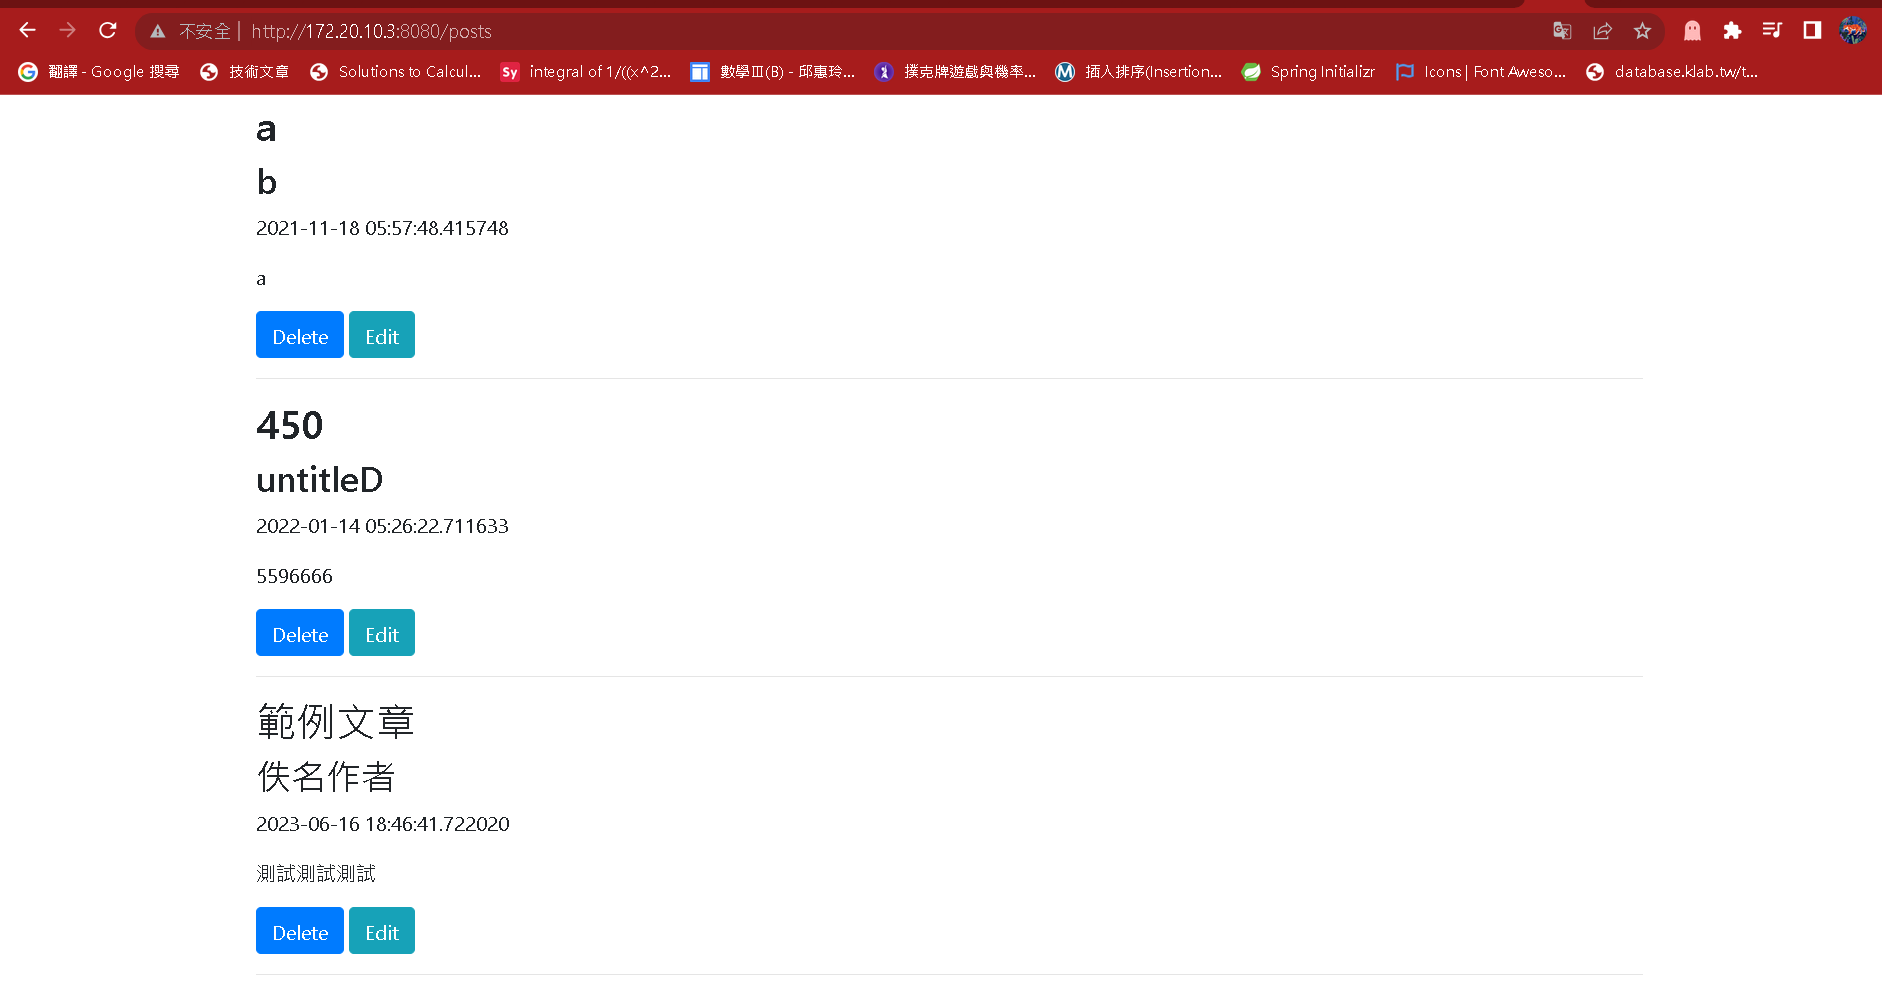 不安全 | http://172.20.10.3:8080/posts
翻譯 - Google 搜尋 技術文章 Solutions to Calcul... Sy integral of 1/((x^2... 數學Ⅲ(B) - 邱惠玲... 撲克牌遊戲與機率... M 插入排序(Insertion... Spring Initializr Icons | Font Aweso... database.klab.tw/t...
a
b
2021-11-18 05:57:48.415748
a
Delete Edit
450
untitleD
2022-01-14 05:26:22.711633
5596666
Delete Edit
範例文章
佚名作者
2023-06-16 18:46:41.722020
測試測試測試
Delete Edit